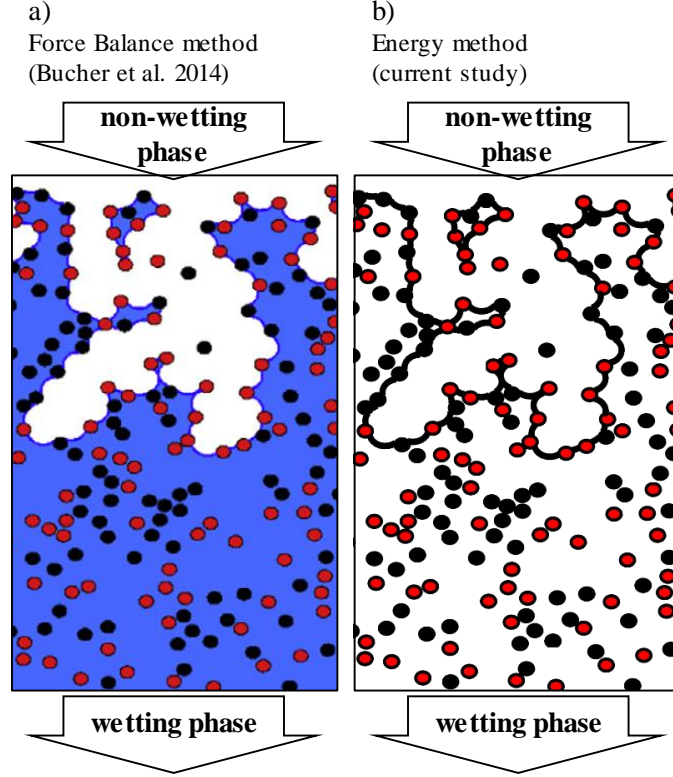 a)
Force Balance method
(Bucher et al. 2014)
non-wetting
phase
wetting phase
b)
Energy method
(current study)
non-wetting
phase
wetting phase